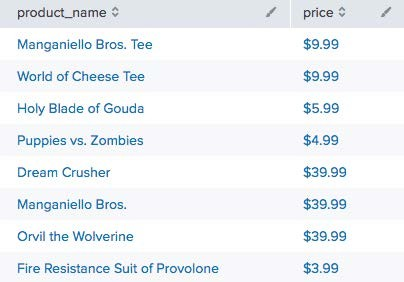 product_name price
Manganiello Bros. Tee $9.99
World of Cheese Tee $9.99
Holy Blade of Gouda $5.99
Puppies vs. Zombies $4.99
Dream Crusher $39.99
Manganiello Bros. $39.99
Orvil the Wolverine $39.99
Fire Resistance Suit of Provolone $3.99